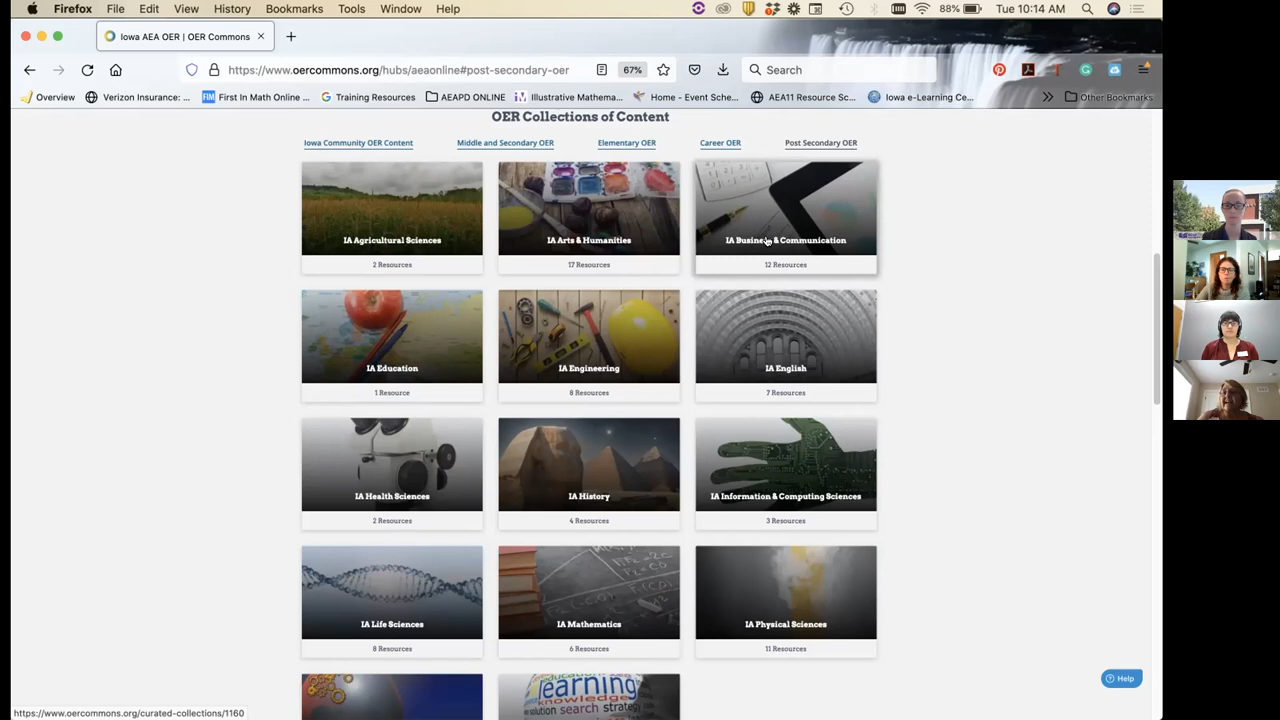 Firefox File Edit View History Bookmarks Tools Window Help 88% Tue 10:14 AM
Iowa AEA OER | OER Commons
https://www.oercommons.org/hubs/aeaonline#post-secondary-oer 67% Search
Overview Verizon Insurance: ... First In Math Online ... Training Resources AEAPD ONLINE Illustrative Mathema... Home - Event Sche... AEA11 Resource Sc... Iowa e-Learning Ce... Other Bookmarks
OER Collections of Content
Iowa Community OER Content Middle and Secondary OER Elementary OER Career OER Post Secondary OER
IA Agricultural Sciences IA Arts & Humanities IA Business & Communication
2 Resources 17 Resources 12 Resources
IA Education IA Engineering IA English
1 Resource 8 Resources 7 Resources
IA Health Sciences IA History IA Information & Computing Sciences
2 Resources 4 Resources 3 Resources
IA Life Sciences IA Mathematics IA Physical Sciences
8 Resources 6 Resources 11 Resources
learning
knowledge
solution search strategy
Help
https://www.oercommons.org/curated-collections/1160